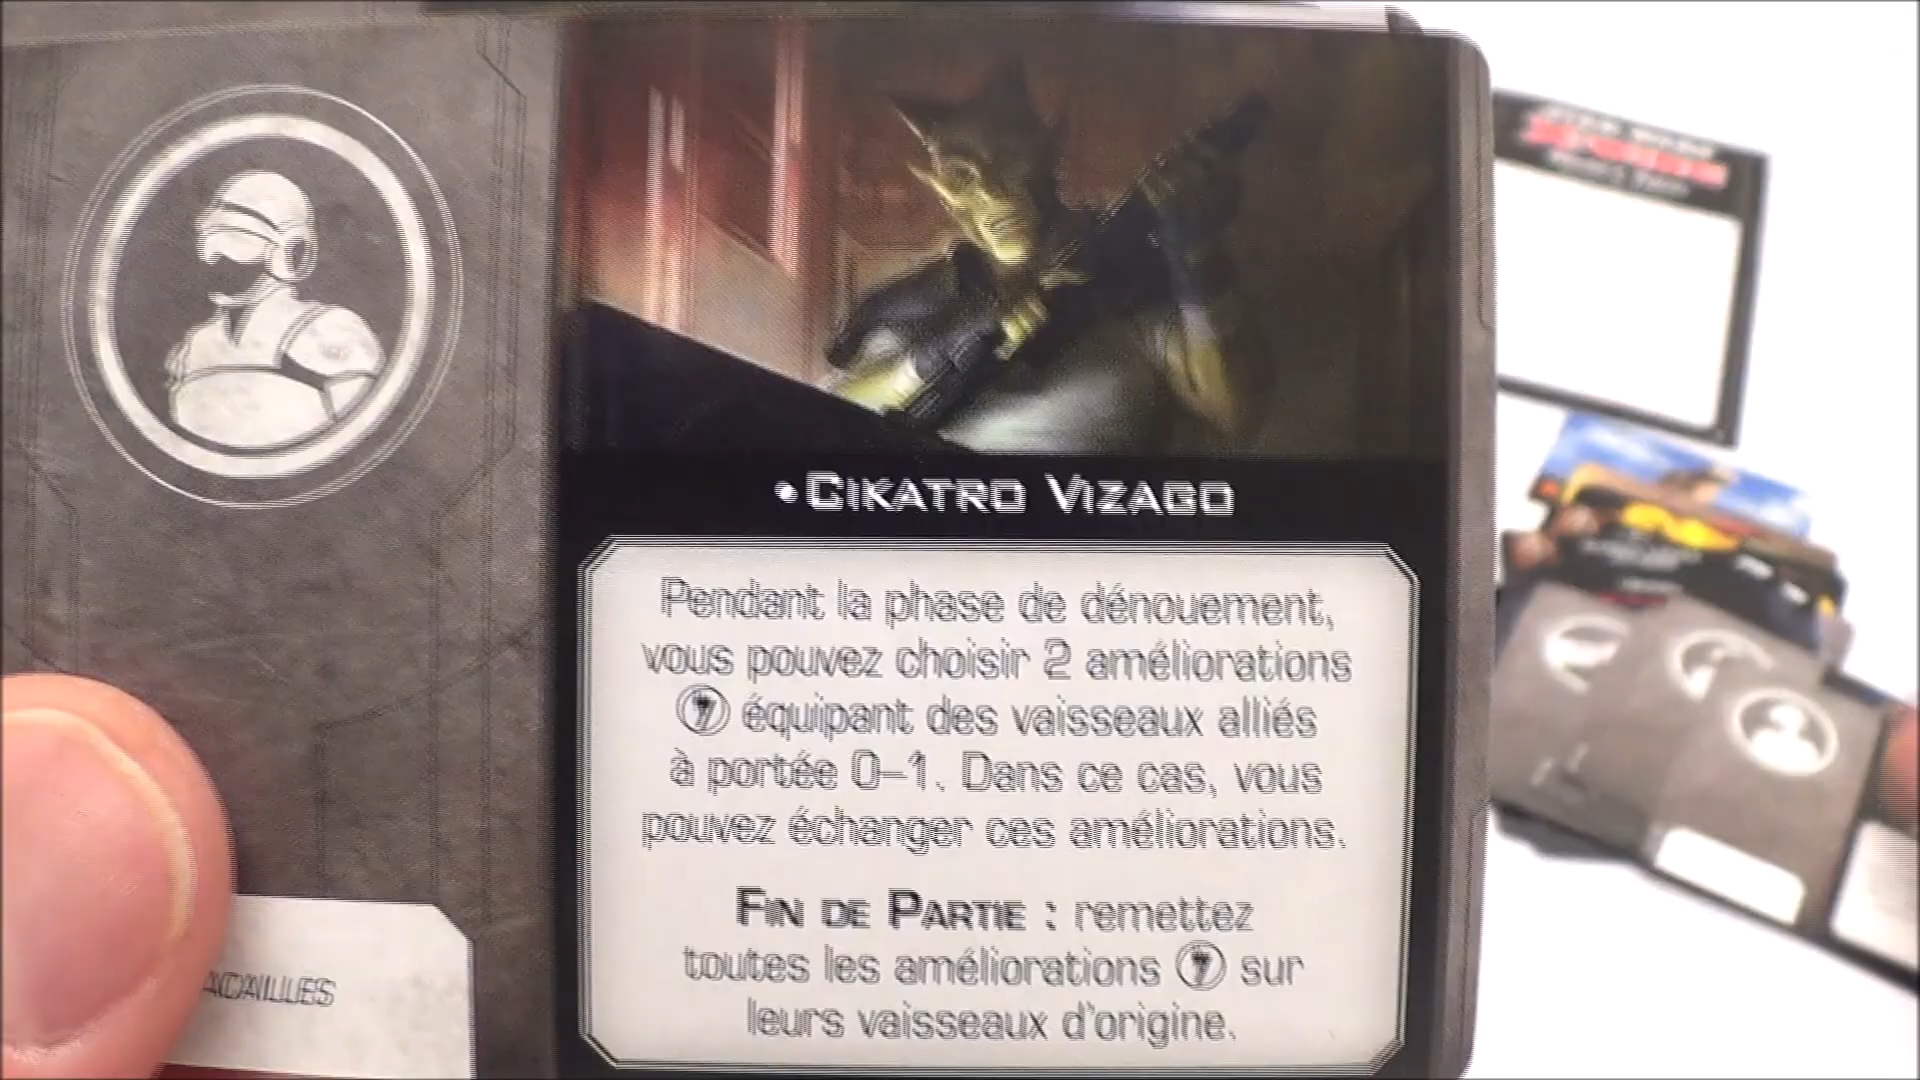 •Cikatro Vizago
Pendant la phase de dénouement,
vous pouvez choisir 2 améliorations
équipant des vaisseaux alliés
à portée 0–1. Dans ce cas, vous
pouvez échanger ces améliorations.
Fin de Partie : remettez
toutes les améliorations sur
leurs vaisseaux d'origine.